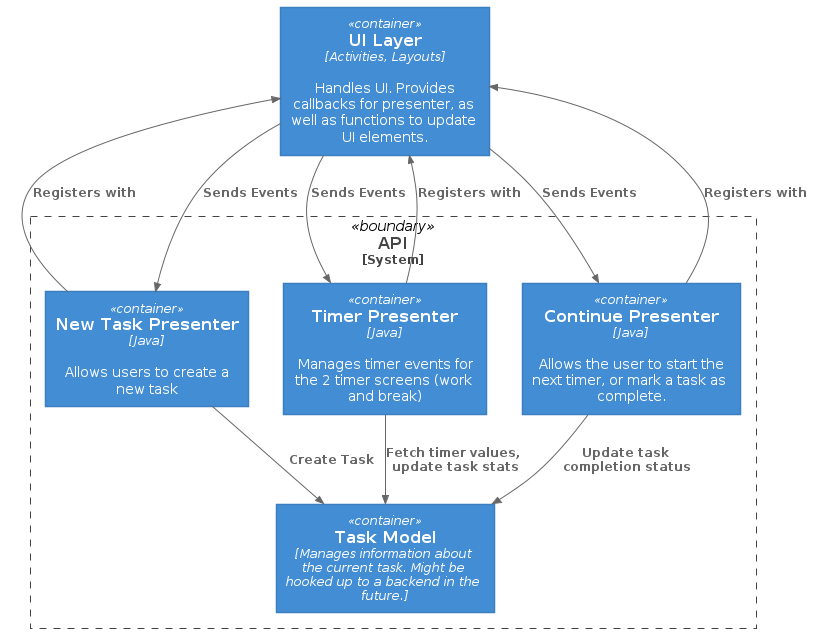 «container»
UI Layer
[Activities, Layouts]
Handles UI. Provides
callbacks for presenter, as
well as functions to update
UI elements.
Registers with
Sends Events
Sends Events
Registers with
Sends Events
Registers with
«boundary»
API
[System]
«container»
New Task Presenter
[Java]
Allows users to create a
new task
«container»
Timer Presenter
[Java]
Manages timer events for
the 2 timer screens (work
and break)
«container»
Continue Presenter
[Java]
Allows the user to start the
next timer, or mark a task as
complete.
Create Task
Fetch timer values,
update task stats
Update task
completion status
«container»
Task Model
[Manages information about
the current task. Might be
hooked up to a backend in the
future.]